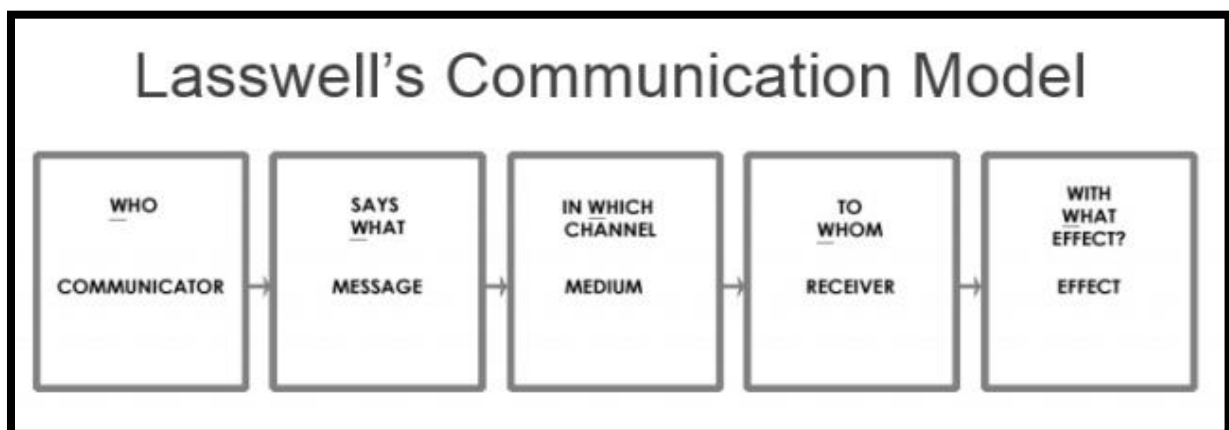 Lasswell’s Communication Model
WHO
COMMUNICATOR
SAYS
WHAT
MESSAGE
IN WHICH
CHANNEL
MEDIUM
TO
WHOM
RECEIVER
WITH
WHAT
EFFECT?
EFFECT